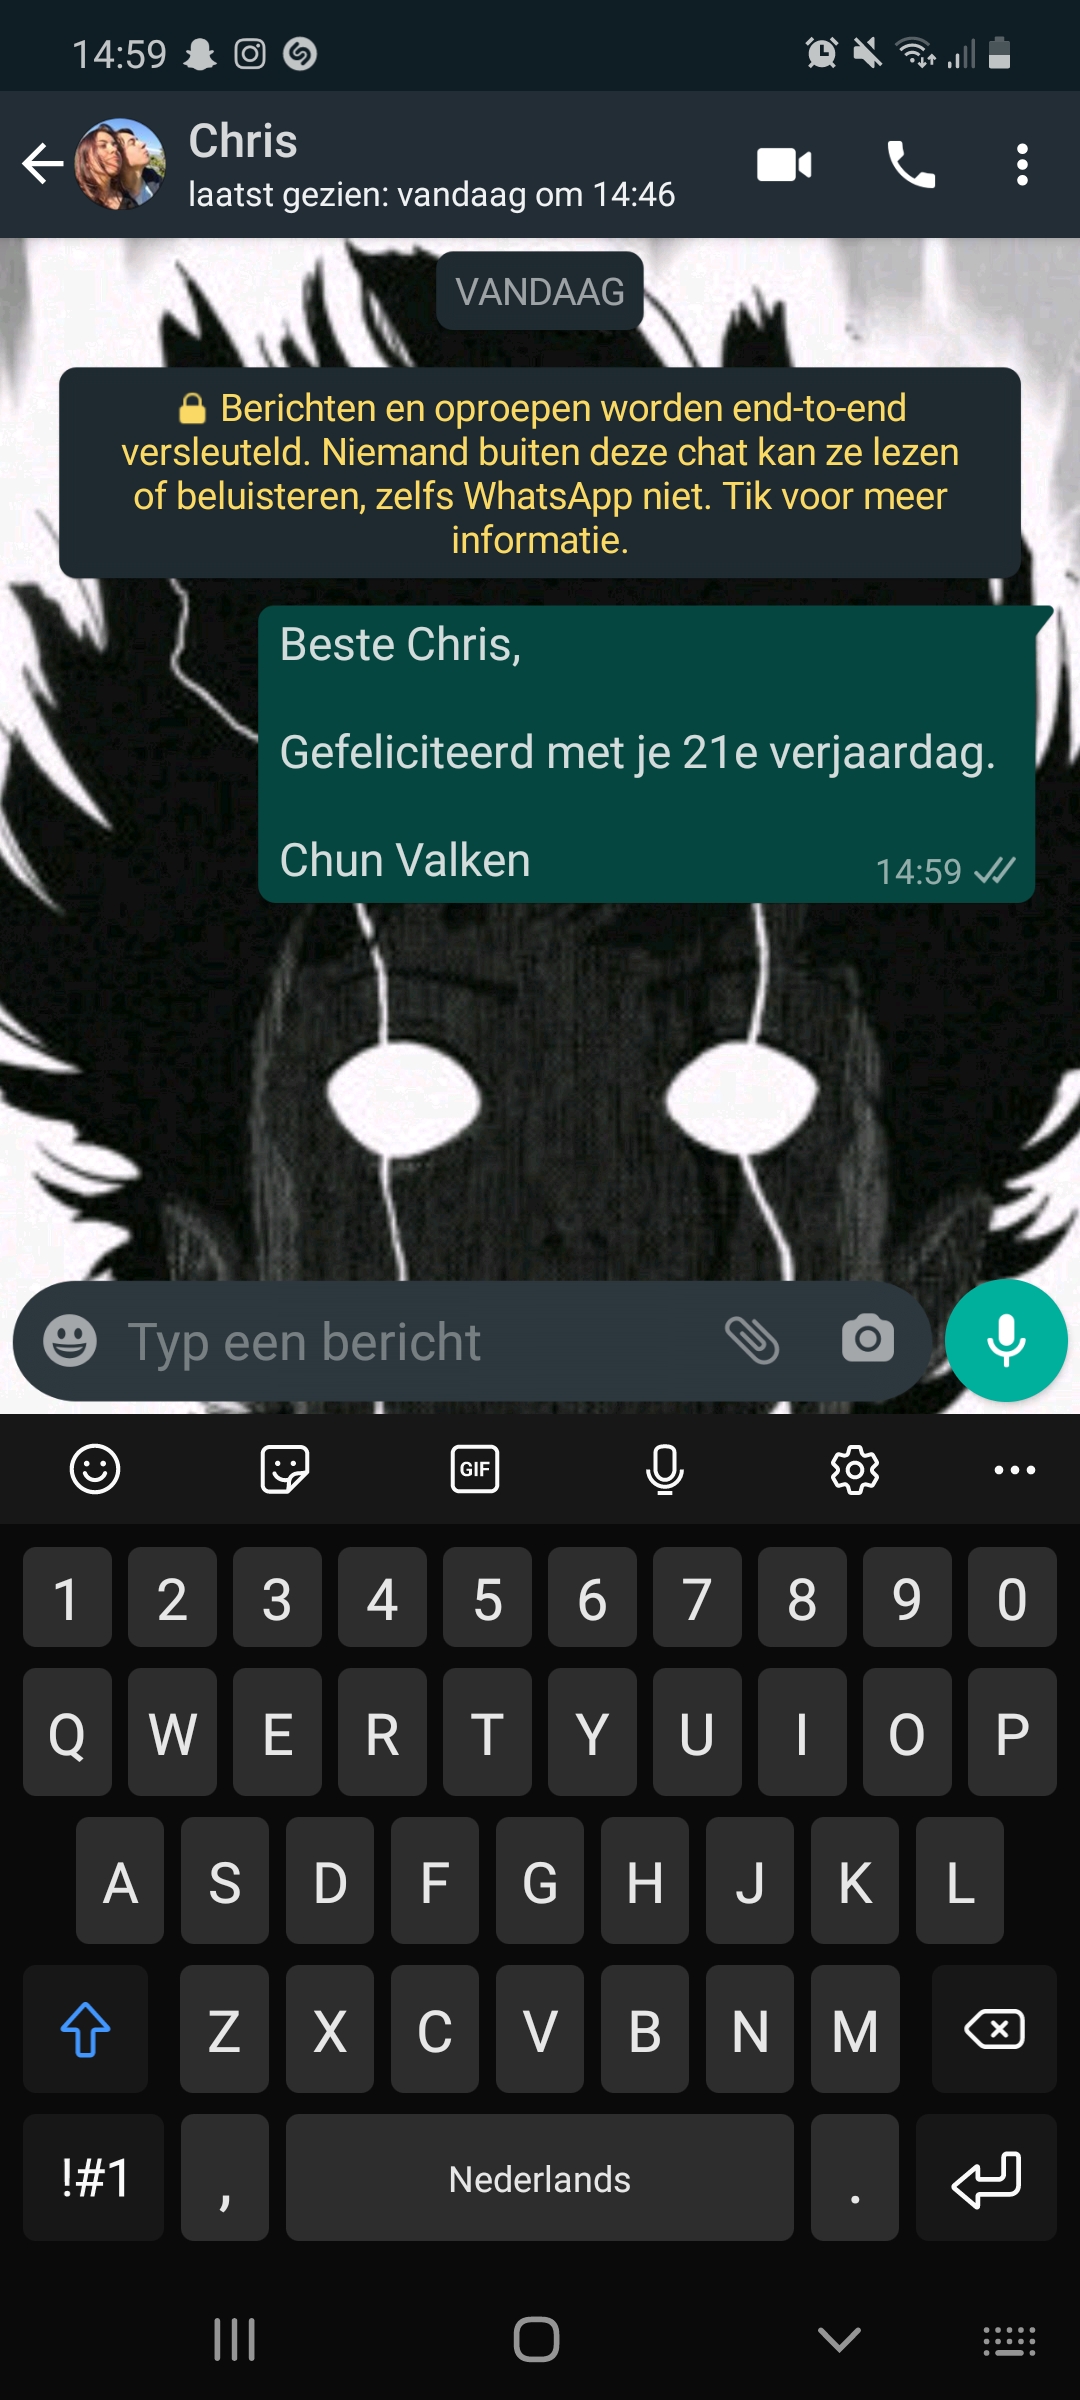 14:59
Chris
laatst gezien: vandaag om 14:46
VANDAAG
Berichten en oproepen worden end-to-end
versleuteld. Niemand buiten deze chat kan ze lezen
of beluisteren, zelfs WhatsApp niet. Tik voor meer
informatie.
Beste Chris,
Gefeliciteerd met je 21e verjaardag.
Chun Valken
14:59
Typ een bericht
GIF
1 2 3 4 5 6 7 8 9 0
Q W E R T Y U I O P
A S D F G H J K L
Z X C V B N M
!#1 , Nederlands .